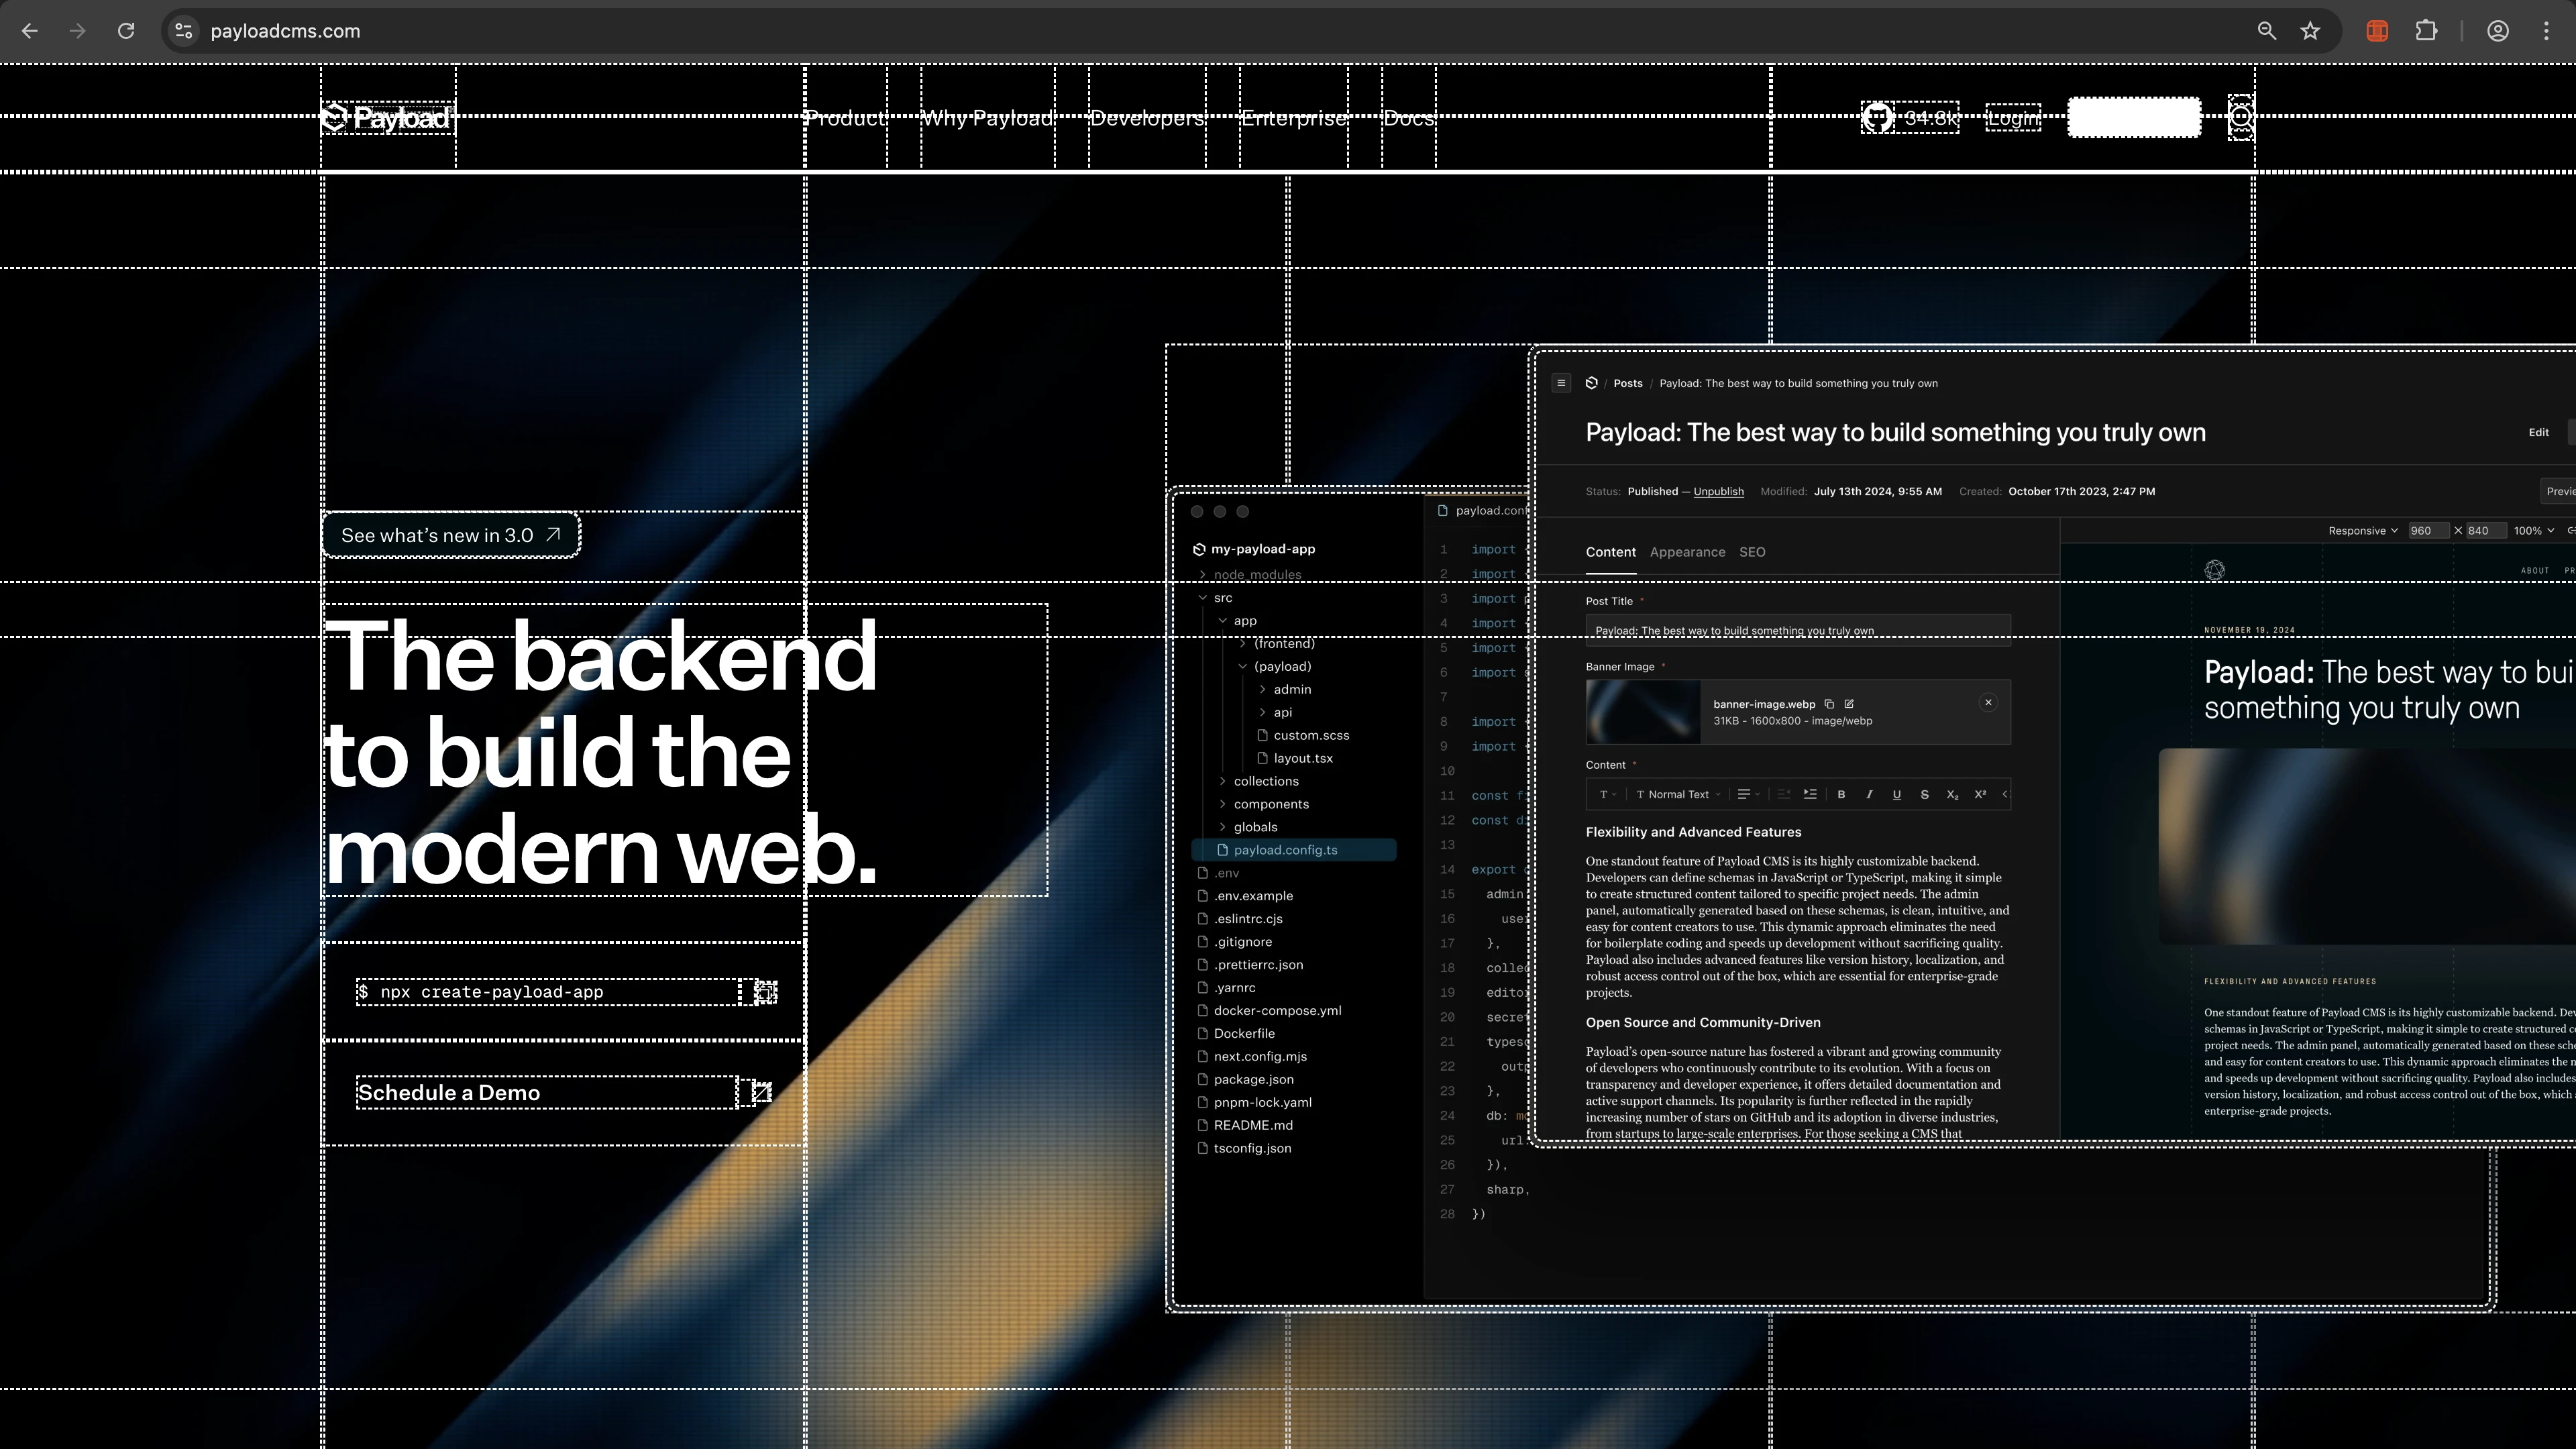 payloadcms.com
Payload
Product Why Payload Developers Enterprise Docs 34.8k Login
See what's new in 3.0
The backend
to build the
modern web.
$ npx create-payload-app
Schedule a Demo
my-payload-app
node_modules
src
app
(frontend)
(payload)
admin
api
custom.scss
layout.tsx
collections
components
globals
payload.config.ts
.env
.env.example
.eslintrc.cjs
.gitignore
.prettierrc.json
.yarnrc
docker-compose.yml
Dockerfile
next.config.mjs
package.json
pnpm-lock.yaml
README.md
tsconfig.json
payload.conf
1 import {
2 import {
3 import
4 import {
5 import {
6 import
7
8 import {
9 import {
10
11 const f
12 const d
13
14 export
15 admin
16 use
17 },
18 colle
19 edito
20 secre
21 types
22 outp
23 },
24 db: m
25 url
26 }),
27 sharp,
28 })
/ Posts / Payload: The best way to build something you truly own
Payload: The best way to build something you truly own
Edit
Status: Published — Unpublish Modified: July 13th 2024, 9:55 AM Created: October 17th 2023, 2:47 PM
Previe
Content Appearance SEO
Post Title *
Payload: The best way to build something you truly own
Banner Image *
banner-image.webp
31KB - 1600x800 - image/webp
Content *
T Normal Text B I U S X₂ X²
Flexibility and Advanced Features
One standout feature of Payload CMS is its highly customizable backend.
Developers can define schemas in JavaScript or TypeScript, making it simple
to create structured content tailored to specific project needs. The admin
panel, automatically generated based on these schemas, is clean, intuitive, and
easy for content creators to use. This dynamic approach eliminates the need
for boilerplate coding and speeds up development without sacrificing quality.
Payload also includes advanced features like version history, localization, and
robust access control out of the box, which are essential for enterprise-grade
projects.
Open Source and Community-Driven
Payload's open-source nature has fostered a vibrant and growing community
of developers who continuously contribute to its evolution. With a focus on
transparency and developer experience, it offers detailed documentation and
active support channels. Its popularity is further reflected in the rapidly
increasing number of stars on GitHub and its adoption in diverse industries,
from startups to large-scale enterprises. For those seeking a CMS that
Responsive 960 × 840 100%
ABOUT PR
NOVEMBER 19, 2024
Payload: The best way to bui
something you truly own
FLEXIBILITY AND ADVANCED FEATURES
One standout feature of Payload CMS is its highly customizable backend. Dev
schemas in JavaScript or TypeScript, making it simple to create structured c
project needs. The admin panel, automatically generated based on these sche
and easy for content creators to use. This dynamic approach eliminates the n
and speeds up development without sacrificing quality. Payload also includes
version history, localization, and robust access control out of the box, which
enterprise-grade projects.